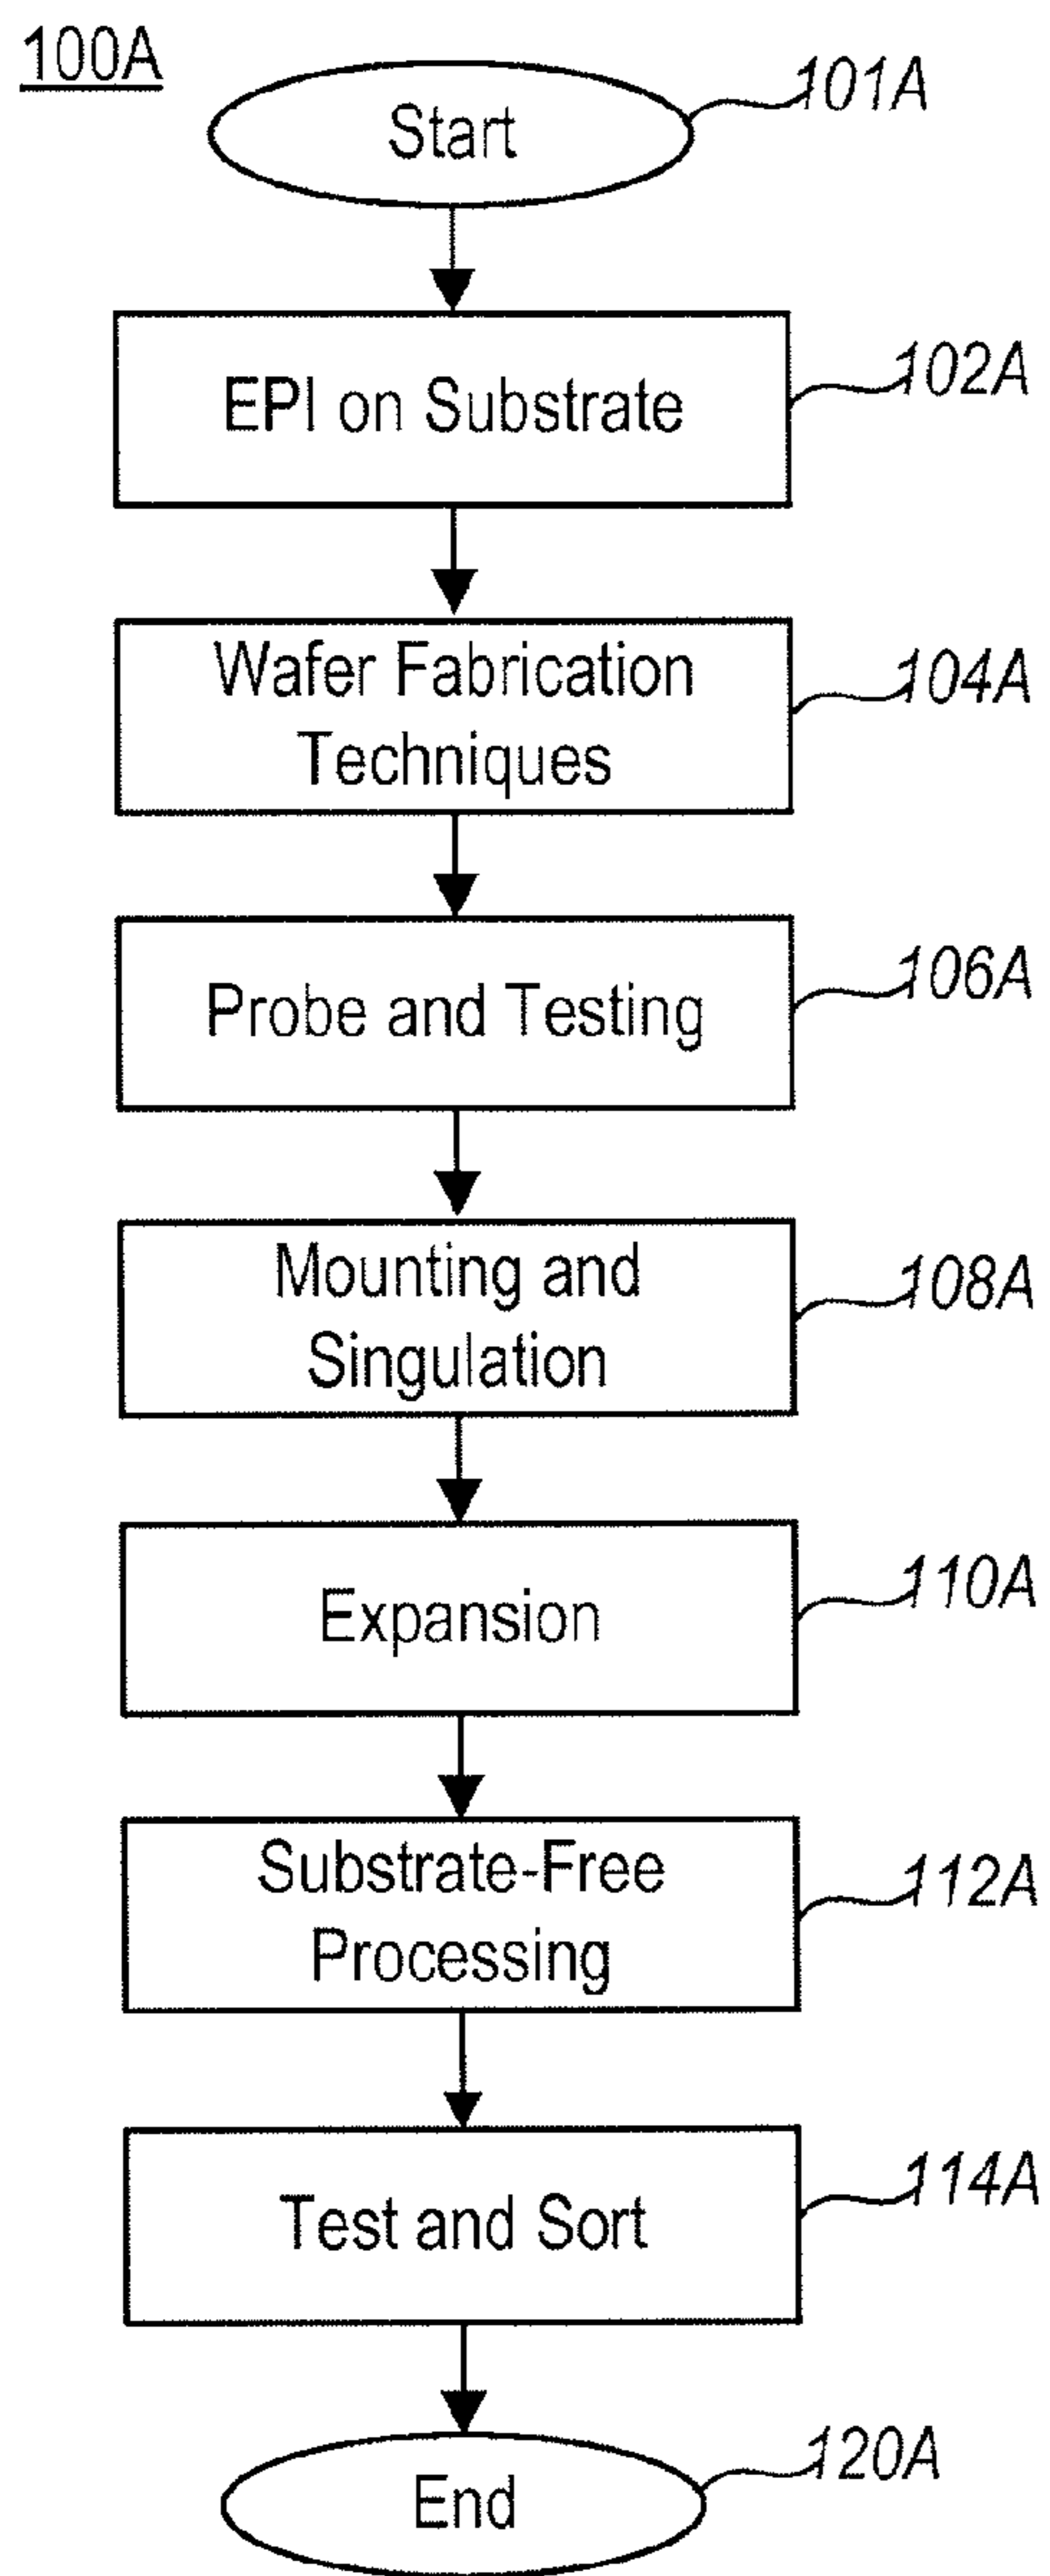 100A
Start
101A
EPI on Substrate
102A
Wafer Fabrication
Techniques
104A
Probe and Testing
106A
Mounting and
Singulation
108A
Expansion
110A
Substrate-Free
Processing
112A
Test and Sort
114A
End
120A